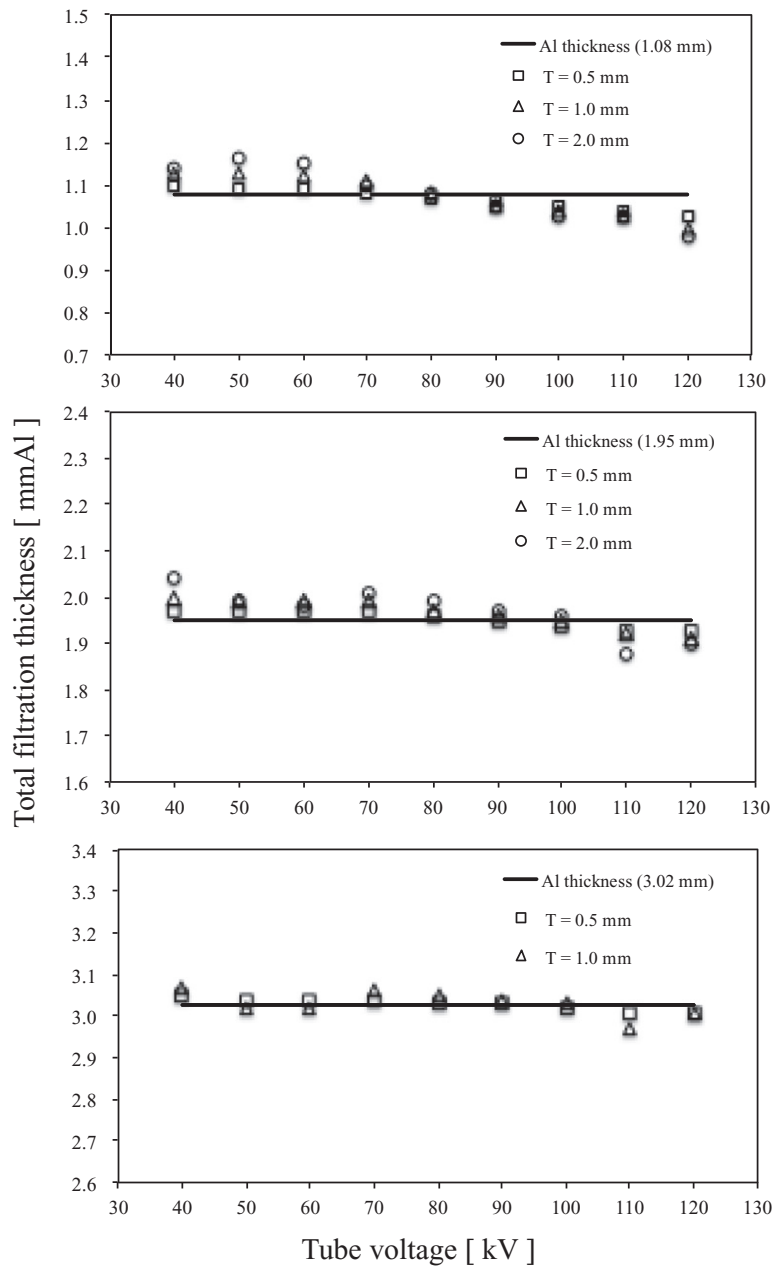 Total filtration thickness [ mmAl]
1.5
1.4
1.3
1.2
1.1
1.0
0.9
0.8
0.7
Al thickness (1.08 mm)
T = 0.5 mm
T = 1.0 mm
T = 2.0 mm
30 40 50 60 70 80 90 100 110 120 130
2.4
2.3
2.2
2.1
2.0
1.9
1.8
1.7
1.6
Al thickness (1.95 mm)
T = 0.5 mm
T = 1.0 mm
T = 2.0 mm
30 40 50 60 70 80 90 100 110 120 130
3.4
3.3
3.2
3.1
3.0
2.9
2.8
2.7
2.6
Al thickness (3.02 mm)
T = 0.5 mm
T = 1.0 mm
30 40 50 60 70 80 90 100 110 120 130
Tube voltage [ kV ]